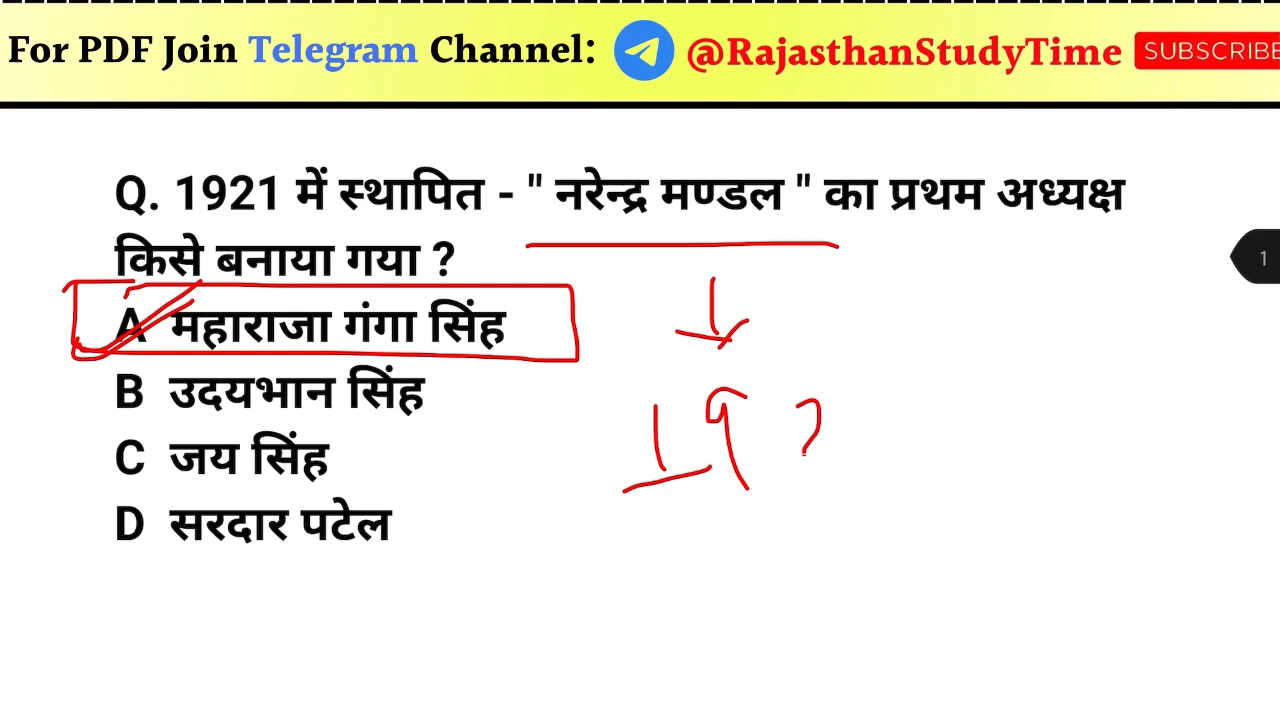 For PDF Join Telegram Channel: @RajasthanStudyTime SUBSCRIBE
Q. 1921 में स्थापित - " नरेन्द्र मण्डल " का प्रथम अध्यक्ष
किसे बनाया गया ?
A महाराजा गंगा सिंह
B उदयभान सिंह
C जय सिंह
D सरदार पटेल
1
19